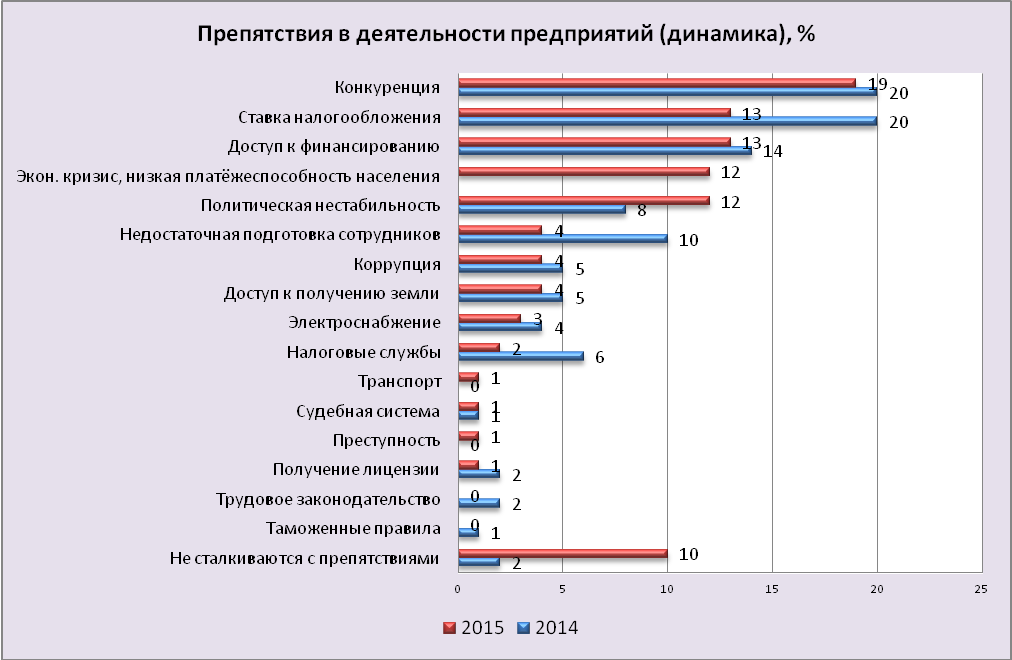 Препятствия в деятельности предприятий (динамика), %
Конкуренция 19
20
Ставка налогообложения 13
20
Доступ к финансированию 13
14
Экон. кризис, низкая платёжеспособность населения 12
Политическая нестабильность 12
8
Недостаточная подготовка сотрудников 4
10
Коррупция 4
5
Доступ к получению земли 4
5
Электроснабжение 3
4
Налоговые службы 2
6
Транспорт 1
0
Судебная система 1
1
Преступность 1
0
Получение лицензии 1
2
Трудовое законодательство 0
2
Таможенные правила 0
1
Не сталкиваются с препятствиями 10
2
0 5 10 15 20 25
2015 2014